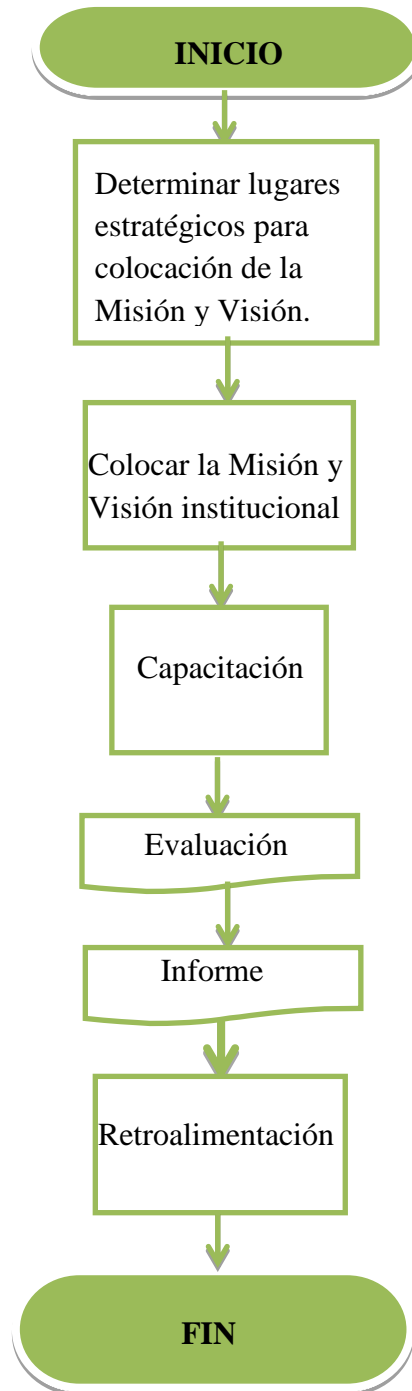 INICIO
Determinar lugares
estratégicos para
colocación de la
Misión y Visión.
Colocar la Misión y
Visión institucional
Capacitación
Evaluación
Informe
Retroalimentación
FIN